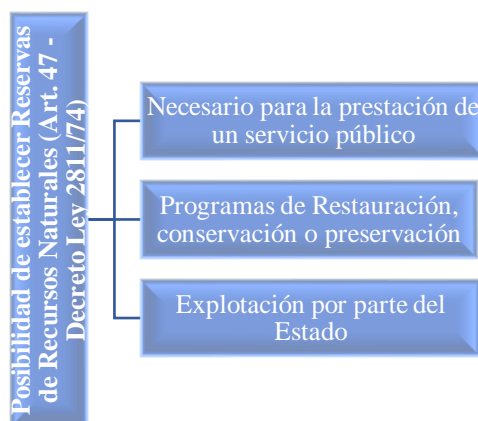 Posibilidad de establecer Reservas
de Recursos Naturales (Art. 47 -
Decreto Ley 2811/74)
Necesario para la prestación de
un servicio público
Programas de Restauración,
conservación o preservación
Explotación por parte del
Estado